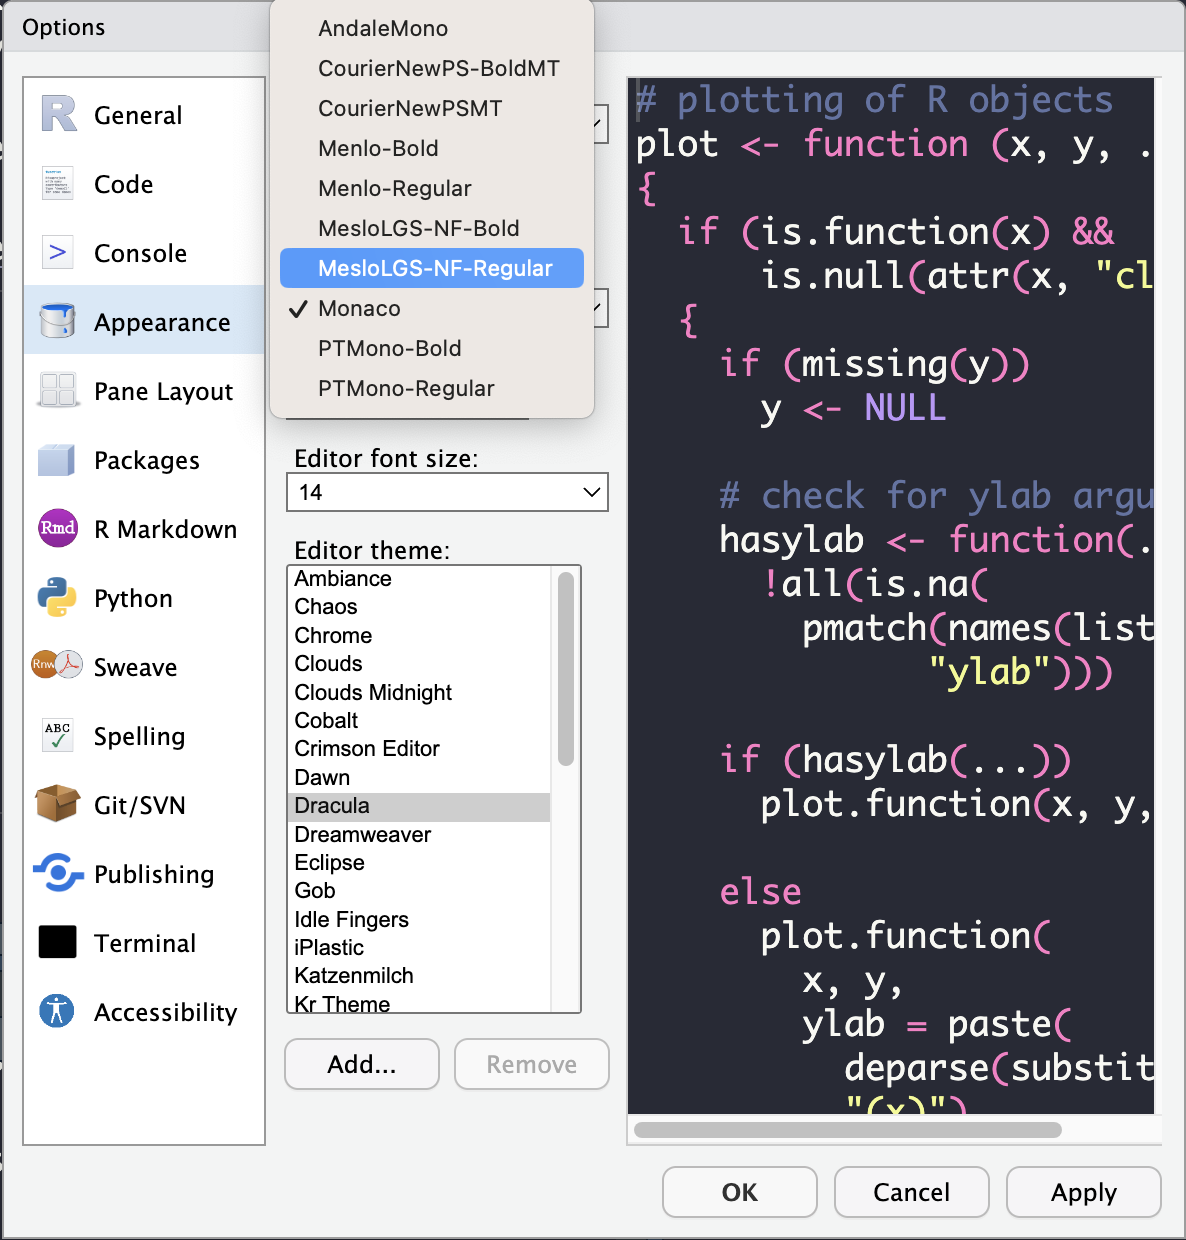 Options
General
Code
Console
Appearance
Pane Layout
Packages
Rmd R Markdown
Python
Rnw Sweave
ABC Spelling
Git/SVN
Publishing
Terminal
Accessibility
AndaleMono
CourierNewPS-BoldMT
CourierNewPSMT
Menlo-Bold
Menlo-Regular
MesloLGS-NF-Bold
MesloLGS-NF-Regular
✓ Monaco
PTMono-Bold
PTMono-Regular
Editor font size:
14
Editor theme:
Ambiance
Chaos
Chrome
Clouds
Clouds Midnight
Cobalt
Crimson Editor
Dawn
Dracula
Dreamweaver
Eclipse
Gob
Idle Fingers
iPlastic
Katzenmilch
Kr Theme
Add...
Remove
# plotting of R objects
plot <- function (x, y, .
{
  if (is.function(x) &&
      is.null(attr(x, "cl
  {
    if (missing(y))
      y <- NULL
    # check for ylab argu
    hasylab <- function(.
      !all(is.na(
        pmatch(names(list
              "ylab")))
    if (hasylab(...))
      plot.function(x, y,
    else
      plot.function(
        x, y,
        ylab = paste(
          deparse(substit
          "(x)")
OK
Cancel
Apply